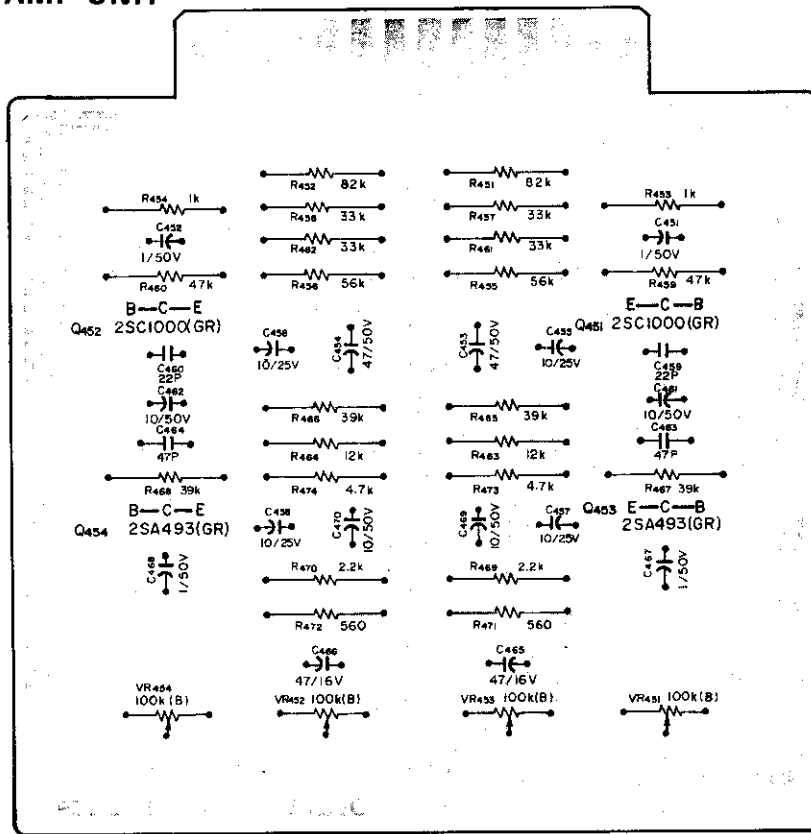 AMP UNIT
R452 82k
R451 82k
R454 1k
R453 1k
R458 33k
R457 33k
C452
1/50V
C451
1/50V
R462 33k
R461 33k
R460 47k
R456 56k
R455 56k
R459 47k
B—C—E
Q452 2SC1000(GR)
E—C—B
Q451 2SC1000(GR)
C458
10/25V
C454
47/50V
C453
47/50V
C455
10/25V
C460
22P
C459
22P
C462
10/50V
C461
10/50V
R466 39k
R465 39k
C464
47P
C463
47P
R464 12k
R463 12k
R468 39k
R474 4.7k
R473 4.7k
R467 39k
B—C—E
Q454 2SA493(GR)
E—C—B
Q453 2SA493(GR)
C458
10/25V
C470
10/50V
C469
10/50V
C457
10/25V
C468
1/50V
C467
1/50V
R470 2.2k
R469 2.2k
R472 560
R471 560
C466
47/16V
C465
47/16V
VR454
100k(B)
VR452 100k(B)
VR453 100k(B)
VR451 100k(B)